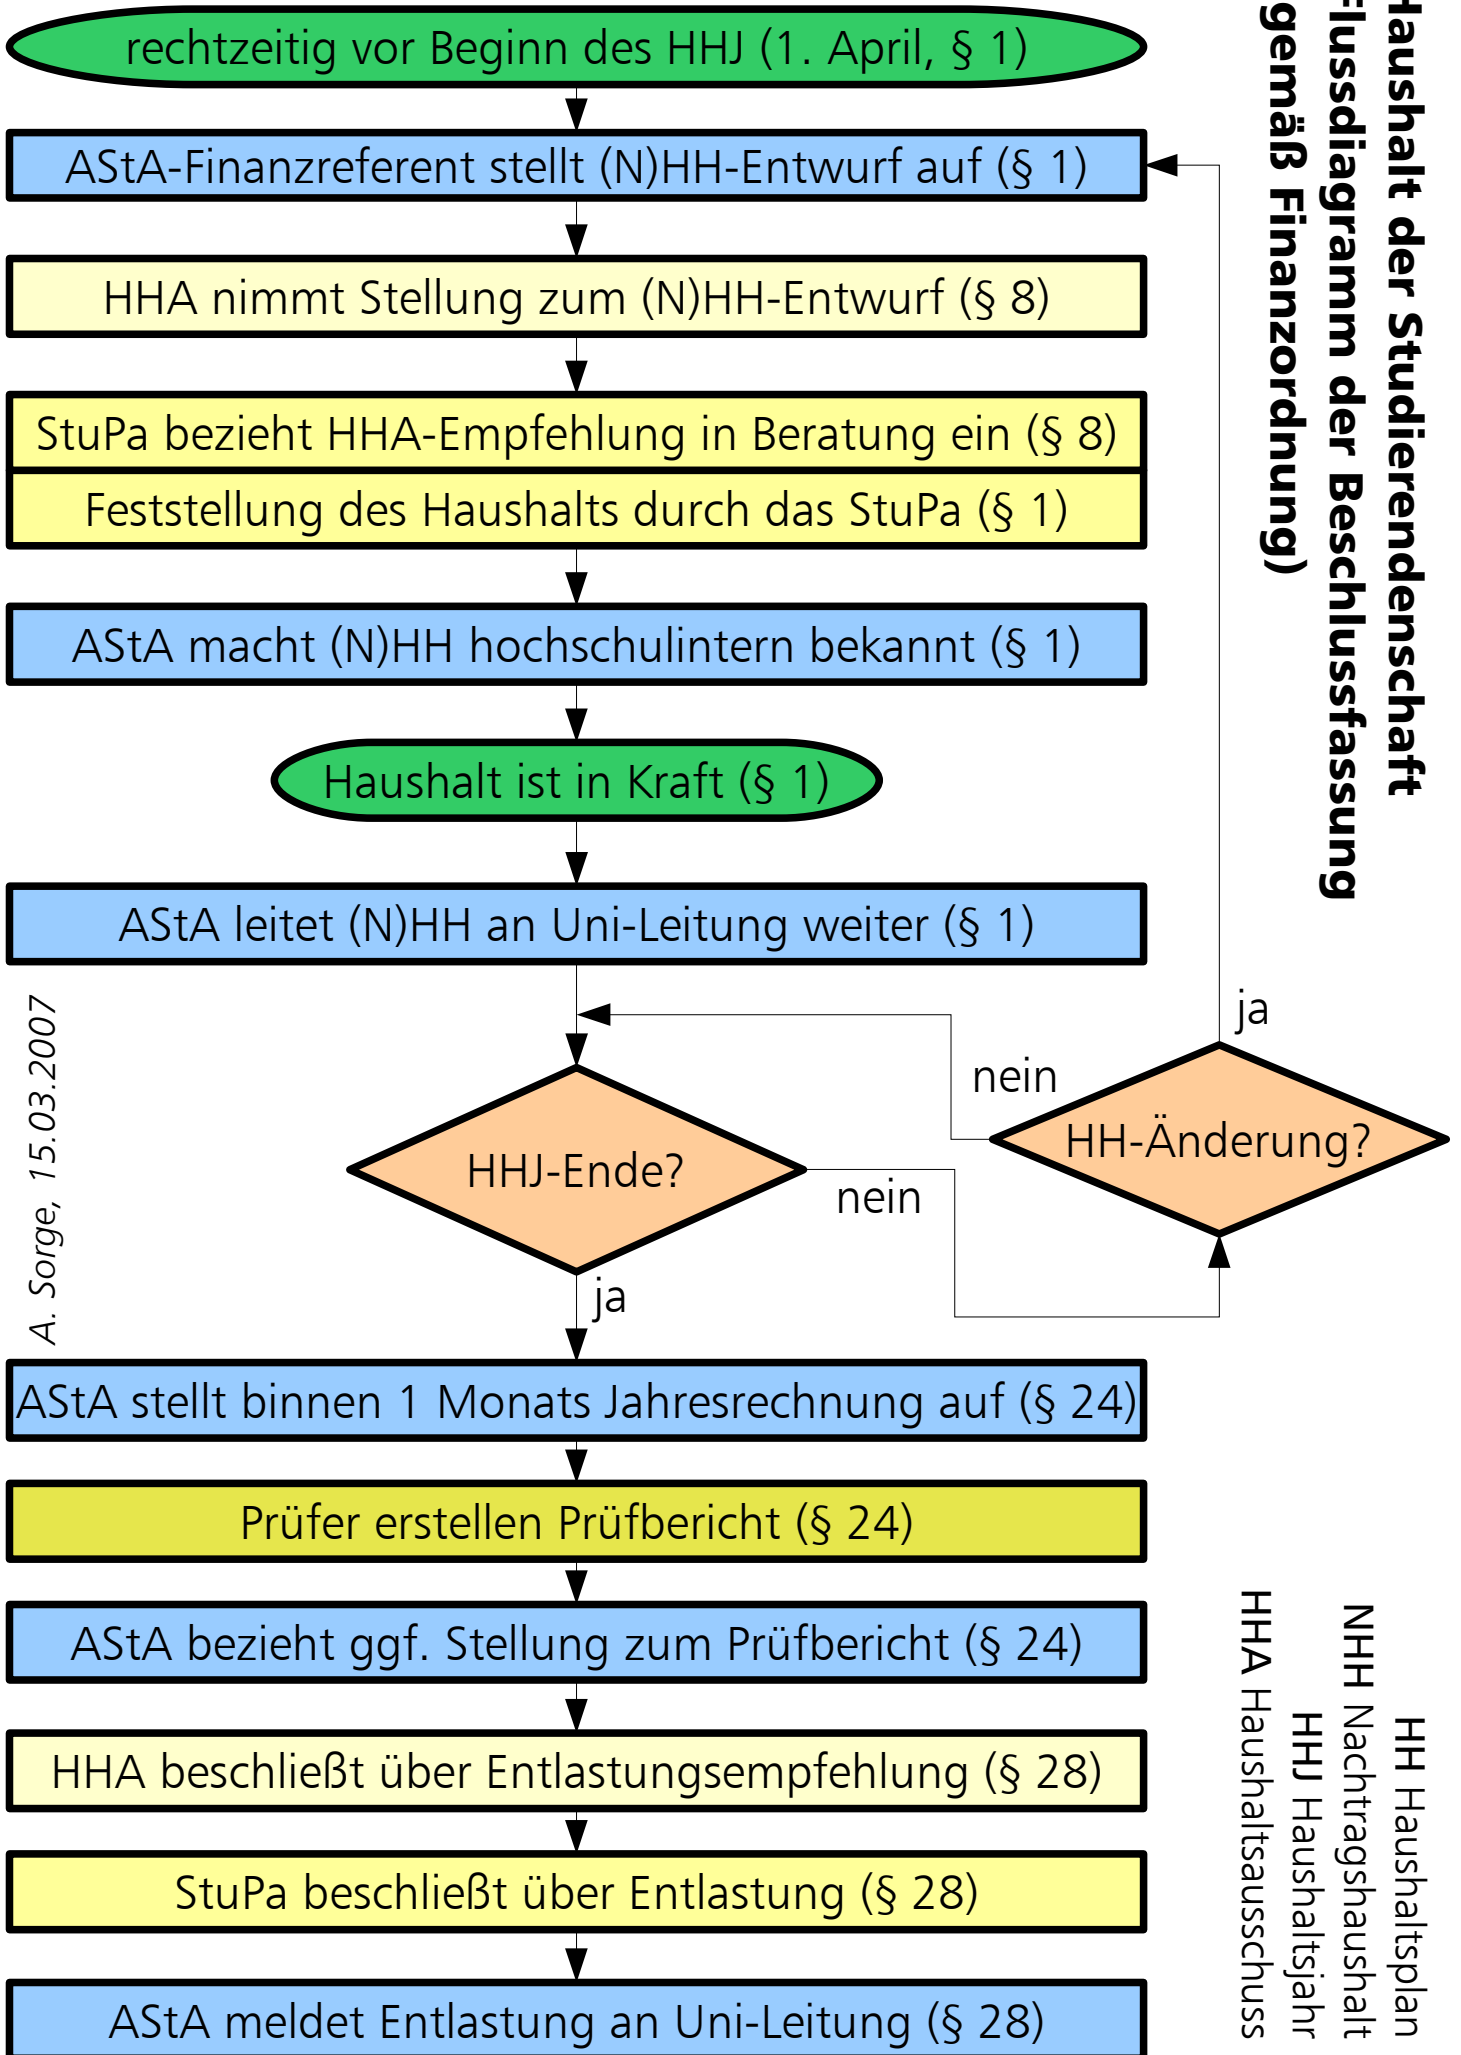 Haushalt der Studierendenschaft
Flussdiagramm der Beschlussfassung
gemäß Finanzordnung)
rechtzeitig vor Beginn des HHJ (1. April, § 1)
AStA-Finanzreferent stellt (N)HH-Entwurf auf (§ 1)
HHA nimmt Stellung zum (N)HH-Entwurf (§ 8)
StuPa bezieht HHA-Empfehlung in Beratung ein (§ 8)
Feststellung des Haushalts durch das StuPa (§ 1)
AStA macht (N)HH hochschulintern bekannt (§ 1)
Haushalt ist in Kraft (§ 1)
AStA leitet (N)HH an Uni-Leitung weiter (§ 1)
ja
nein
HH-Änderung?
HHJ-Ende?
nein
ja
A. Sorge, 15.03.2007
AStA stellt binnen 1 Monats Jahresrechnung auf (§ 24)
Prüfer erstellen Prüfbericht (§ 24)
AStA bezieht ggf. Stellung zum Prüfbericht (§ 24)
HHA beschließt über Entlastungsempfehlung (§ 28)
StuPa beschließt über Entlastung (§ 28)
AStA meldet Entlastung an Uni-Leitung (§ 28)
HH Haushaltsplan
NHH Nachtragshaushalt
HHJ Haushaltsjahr
HHA Haushaltsausschuss